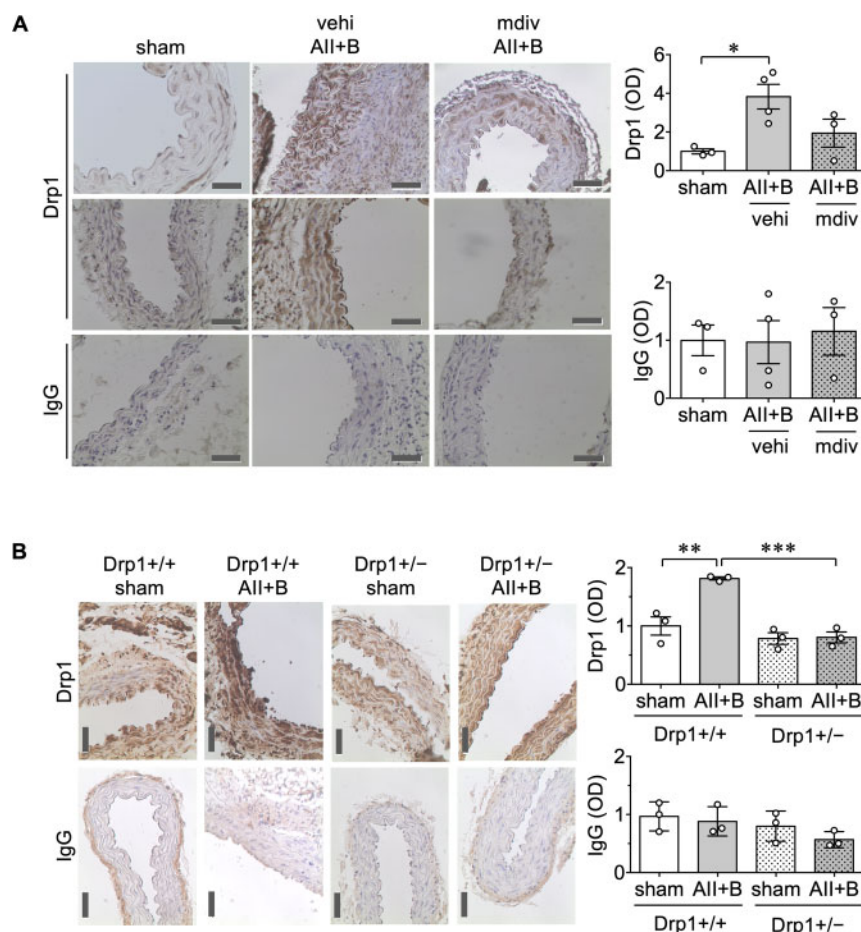 A
sham
vehi
AII+B
mdiv
AII+B
Drp1
IgG
Drp1 (OD)
6
4
2
0
*
sham
AII+B
AII+B
vehi
mdiv
IgG (OD)
2
1
0
sham
AII+B
AII+B
vehi
mdiv
B
Drp1+/+
sham
Drp1+/+
AII+B
Drp1+/−
sham
Drp1+/−
AII+B
Drp1
IgG
Drp1 (OD)
2
1
0
**
***
sham
AII+B
sham
AII+B
Drp1+/+
Drp1+/−
IgG (OD)
2
1
0
sham
AII+B
sham
AII+B
Drp1+/+
Drp1+/−